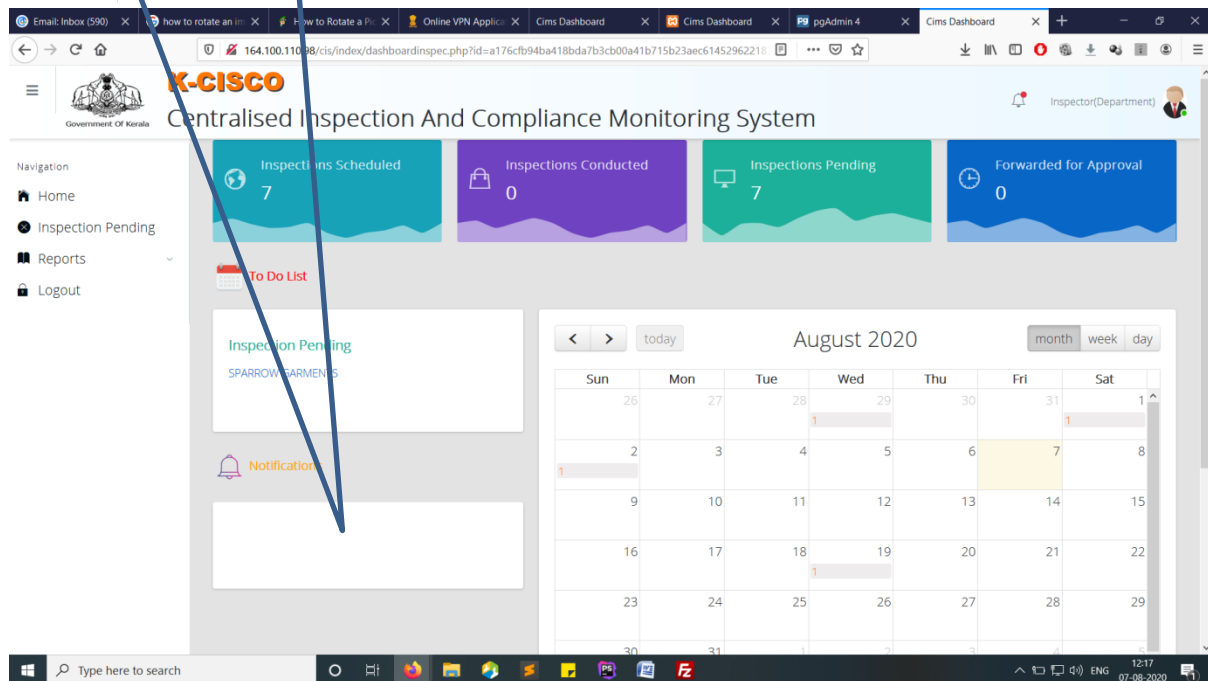 Email: Inbox (590)
how to rotate an im
How to Rotate a Pic
Online VPN Applica
Cims Dashboard
Cims Dashboard
pgAdmin 4
Cims Dashboard
164.100.110.98/cis/index/dashboardinspec.php?id=a176cfb94ba418bda7b3cb00a41b715b23aec61452962218
K-CISCO
Government Of Kerala
Centralised Inspection And Compliance Monitoring System
Inspector(Department)
Navigation
Home
Inspection Pending
Reports
Logout
Inspections Scheduled
7
Inspections Conducted
0
Inspections Pending
7
Forwarded for Approval
0
To Do List
Inspection Pending
SPARROW GARMENTS
Notification
< > today August 2020 month week day
Sun Mon Tue Wed Thu Fri Sat
26 27 28 29 30 31 1
1 1
2 3 4 5 6 7 8
1
9 10 11 12 13 14 15
16 17 18 19 20 21 22
1
23 24 25 26 27 28 29
30 31 1 2 3 4 5
Type here to search
ENG
12:17
07-08-2020